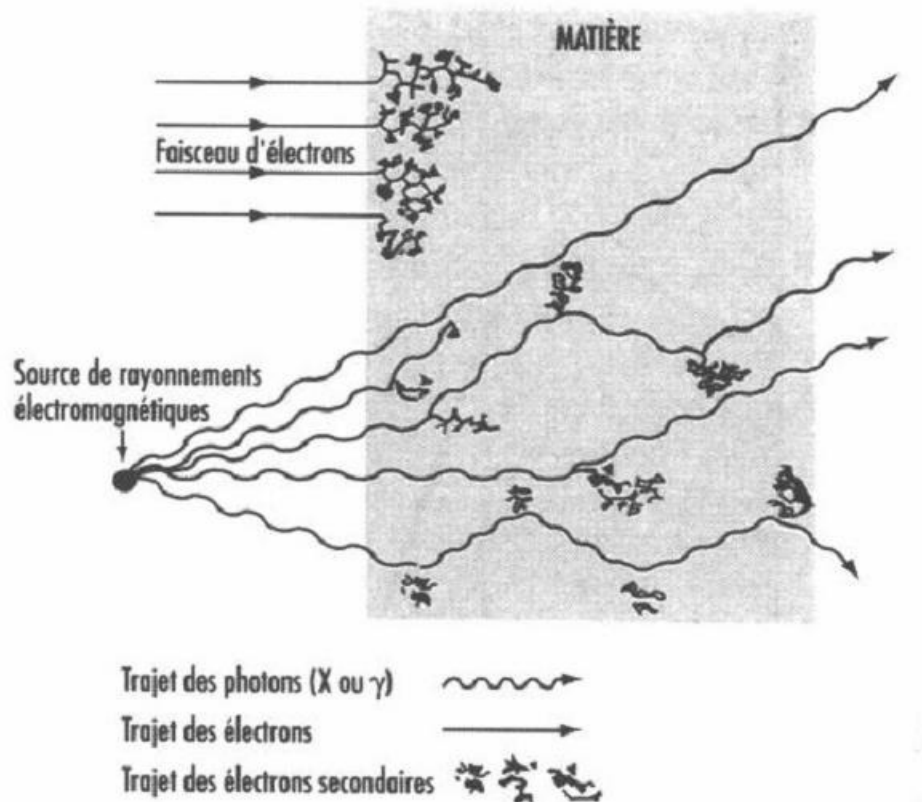 MATIÈRE
Faisceau d'électrons
Source de rayonnements
électromagnétiques
Trajet des photons (X ou γ)
Trajet des électrons
Trajet des électrons secondaires